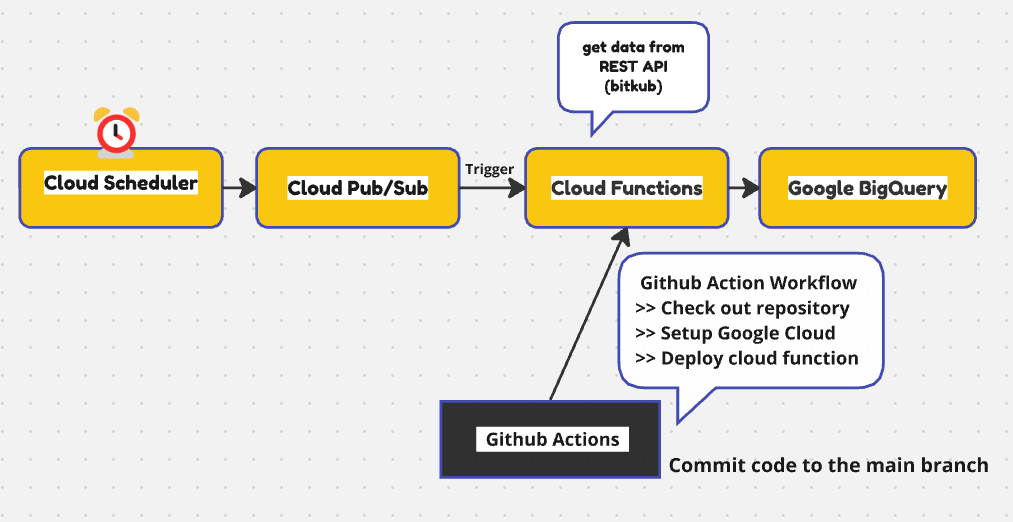 get data from
REST API
(bitkub)
Cloud Scheduler
Cloud Pub/Sub
Trigger
Cloud Functions
Google BigQuery
Github Action Workflow
>> Check out repository
>> Setup Google Cloud
>> Deploy cloud function
Github Actions
Commit code to the main branch